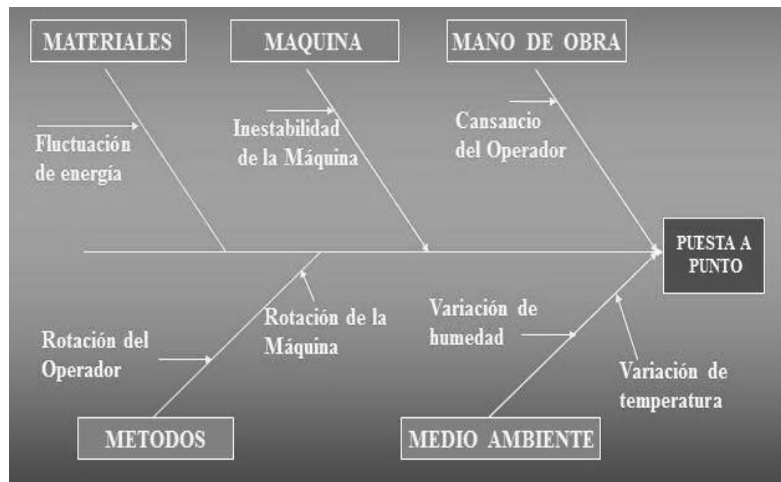 MATERIALES
MAQUINA
MANO DE OBRA
Fluctuación
de energía
Inestabilidad
de la Máquina
Cansancio
del Operador
PUESTA A
PUNTO
Rotación del
Operador
Rotación de la
Máquina
Variación de
humedad
Variación de
temperatura
METODOS
MEDIO AMBIENTE